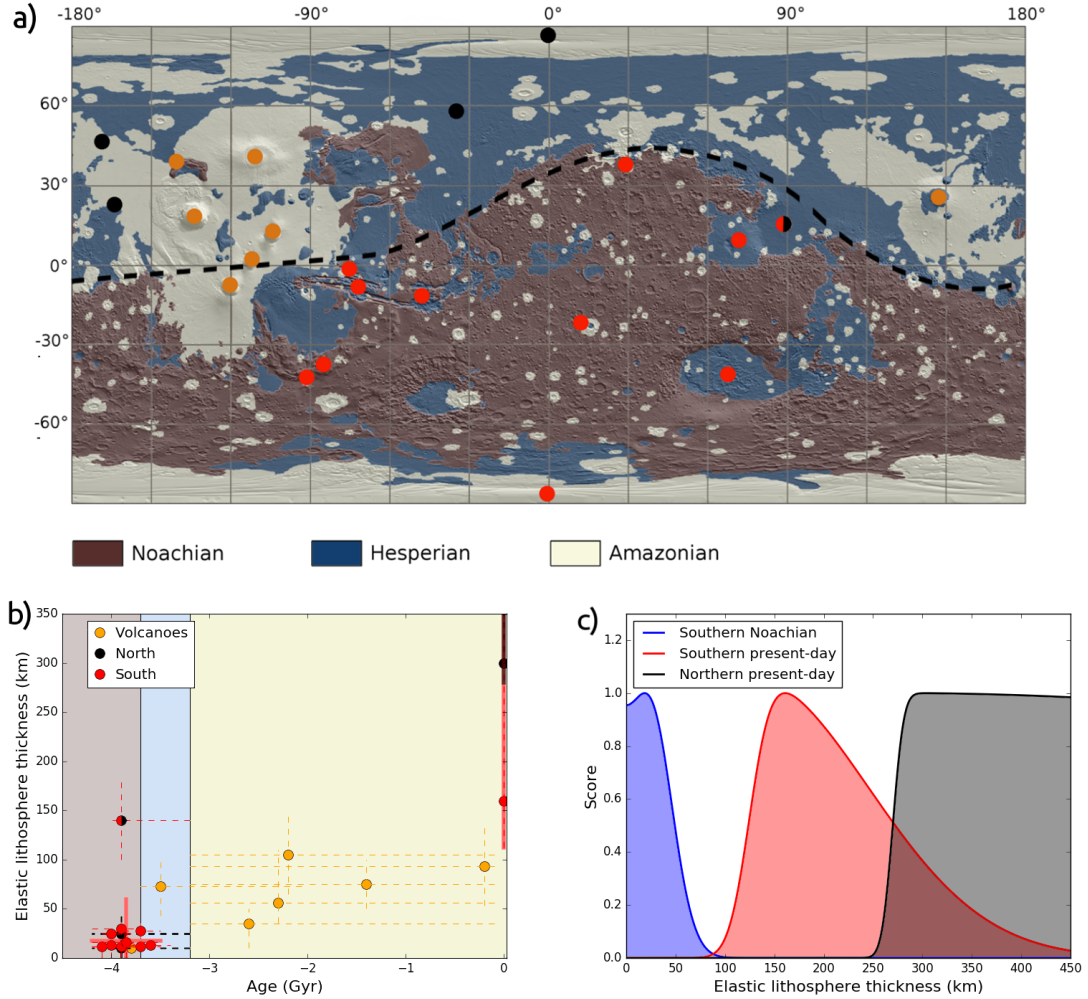 a)
-180° -90° 0° 90° 180°
60°
30°
0°
-30°
-60°
Noachian Hesperian Amazonian
b)
350
300
250
200
150
100
50
0
Elastic lithosphere thickness (km)
Volcanoes
North
South
−4 −3 −2 −1 0
Age (Gyr)
c)
1.2
1.0
0.8
0.6
0.4
0.2
0.0
Score
Southern Noachian
Southern present-day
Northern present-day
0 50 100 150 200 250 300 350 400 450
Elastic lithosphere thickness (km)